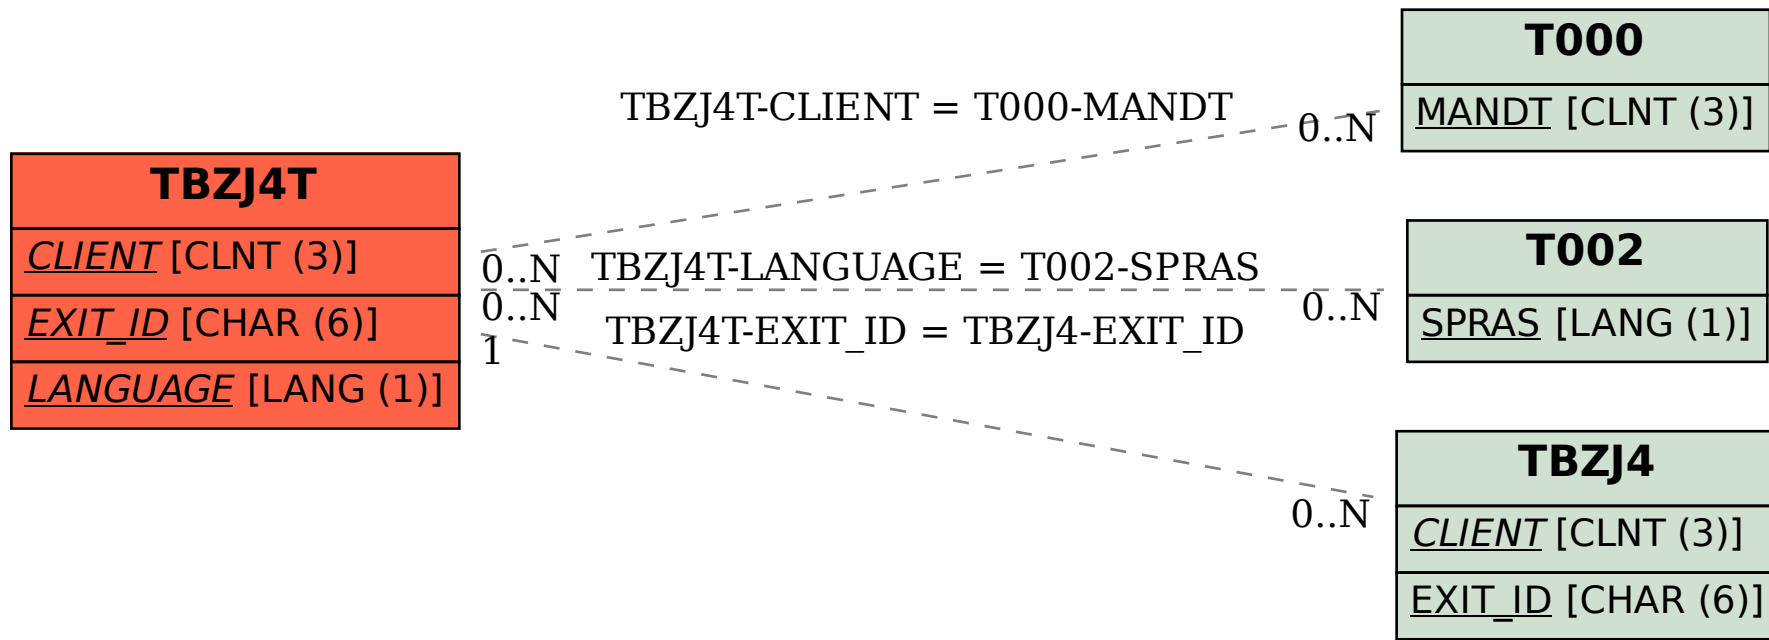 TBZJ4T
CLIENT [CLNT (3)]
EXIT_ID [CHAR (6)]
LANGUAGE [LANG (1)]
TBZJ4T-CLIENT = T000-MANDT
0..N
0..N
TBZJ4T-LANGUAGE = T002-SPRAS
0..N
0..N
TBZJ4T-EXIT_ID = TBZJ4-EXIT_ID
1
0..N
T000
MANDT [CLNT (3)]
T002
SPRAS [LANG (1)]
TBZJ4
CLIENT [CLNT (3)]
EXIT_ID [CHAR (6)]